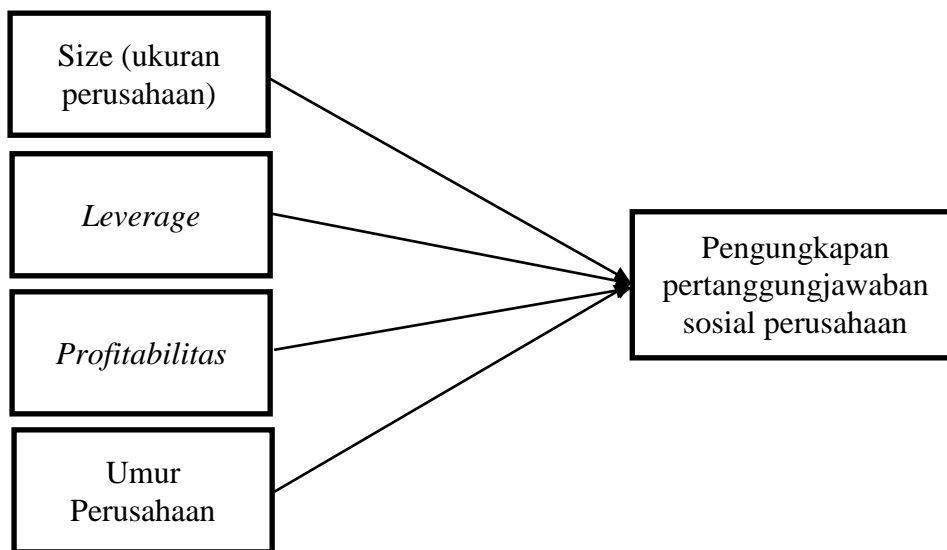 Size (ukuran
perusahaan)
Leverage
Profitabilitas
Umur
Perusahaan
Pengungkapan
pertanggungjawaban
sosial perusahaan